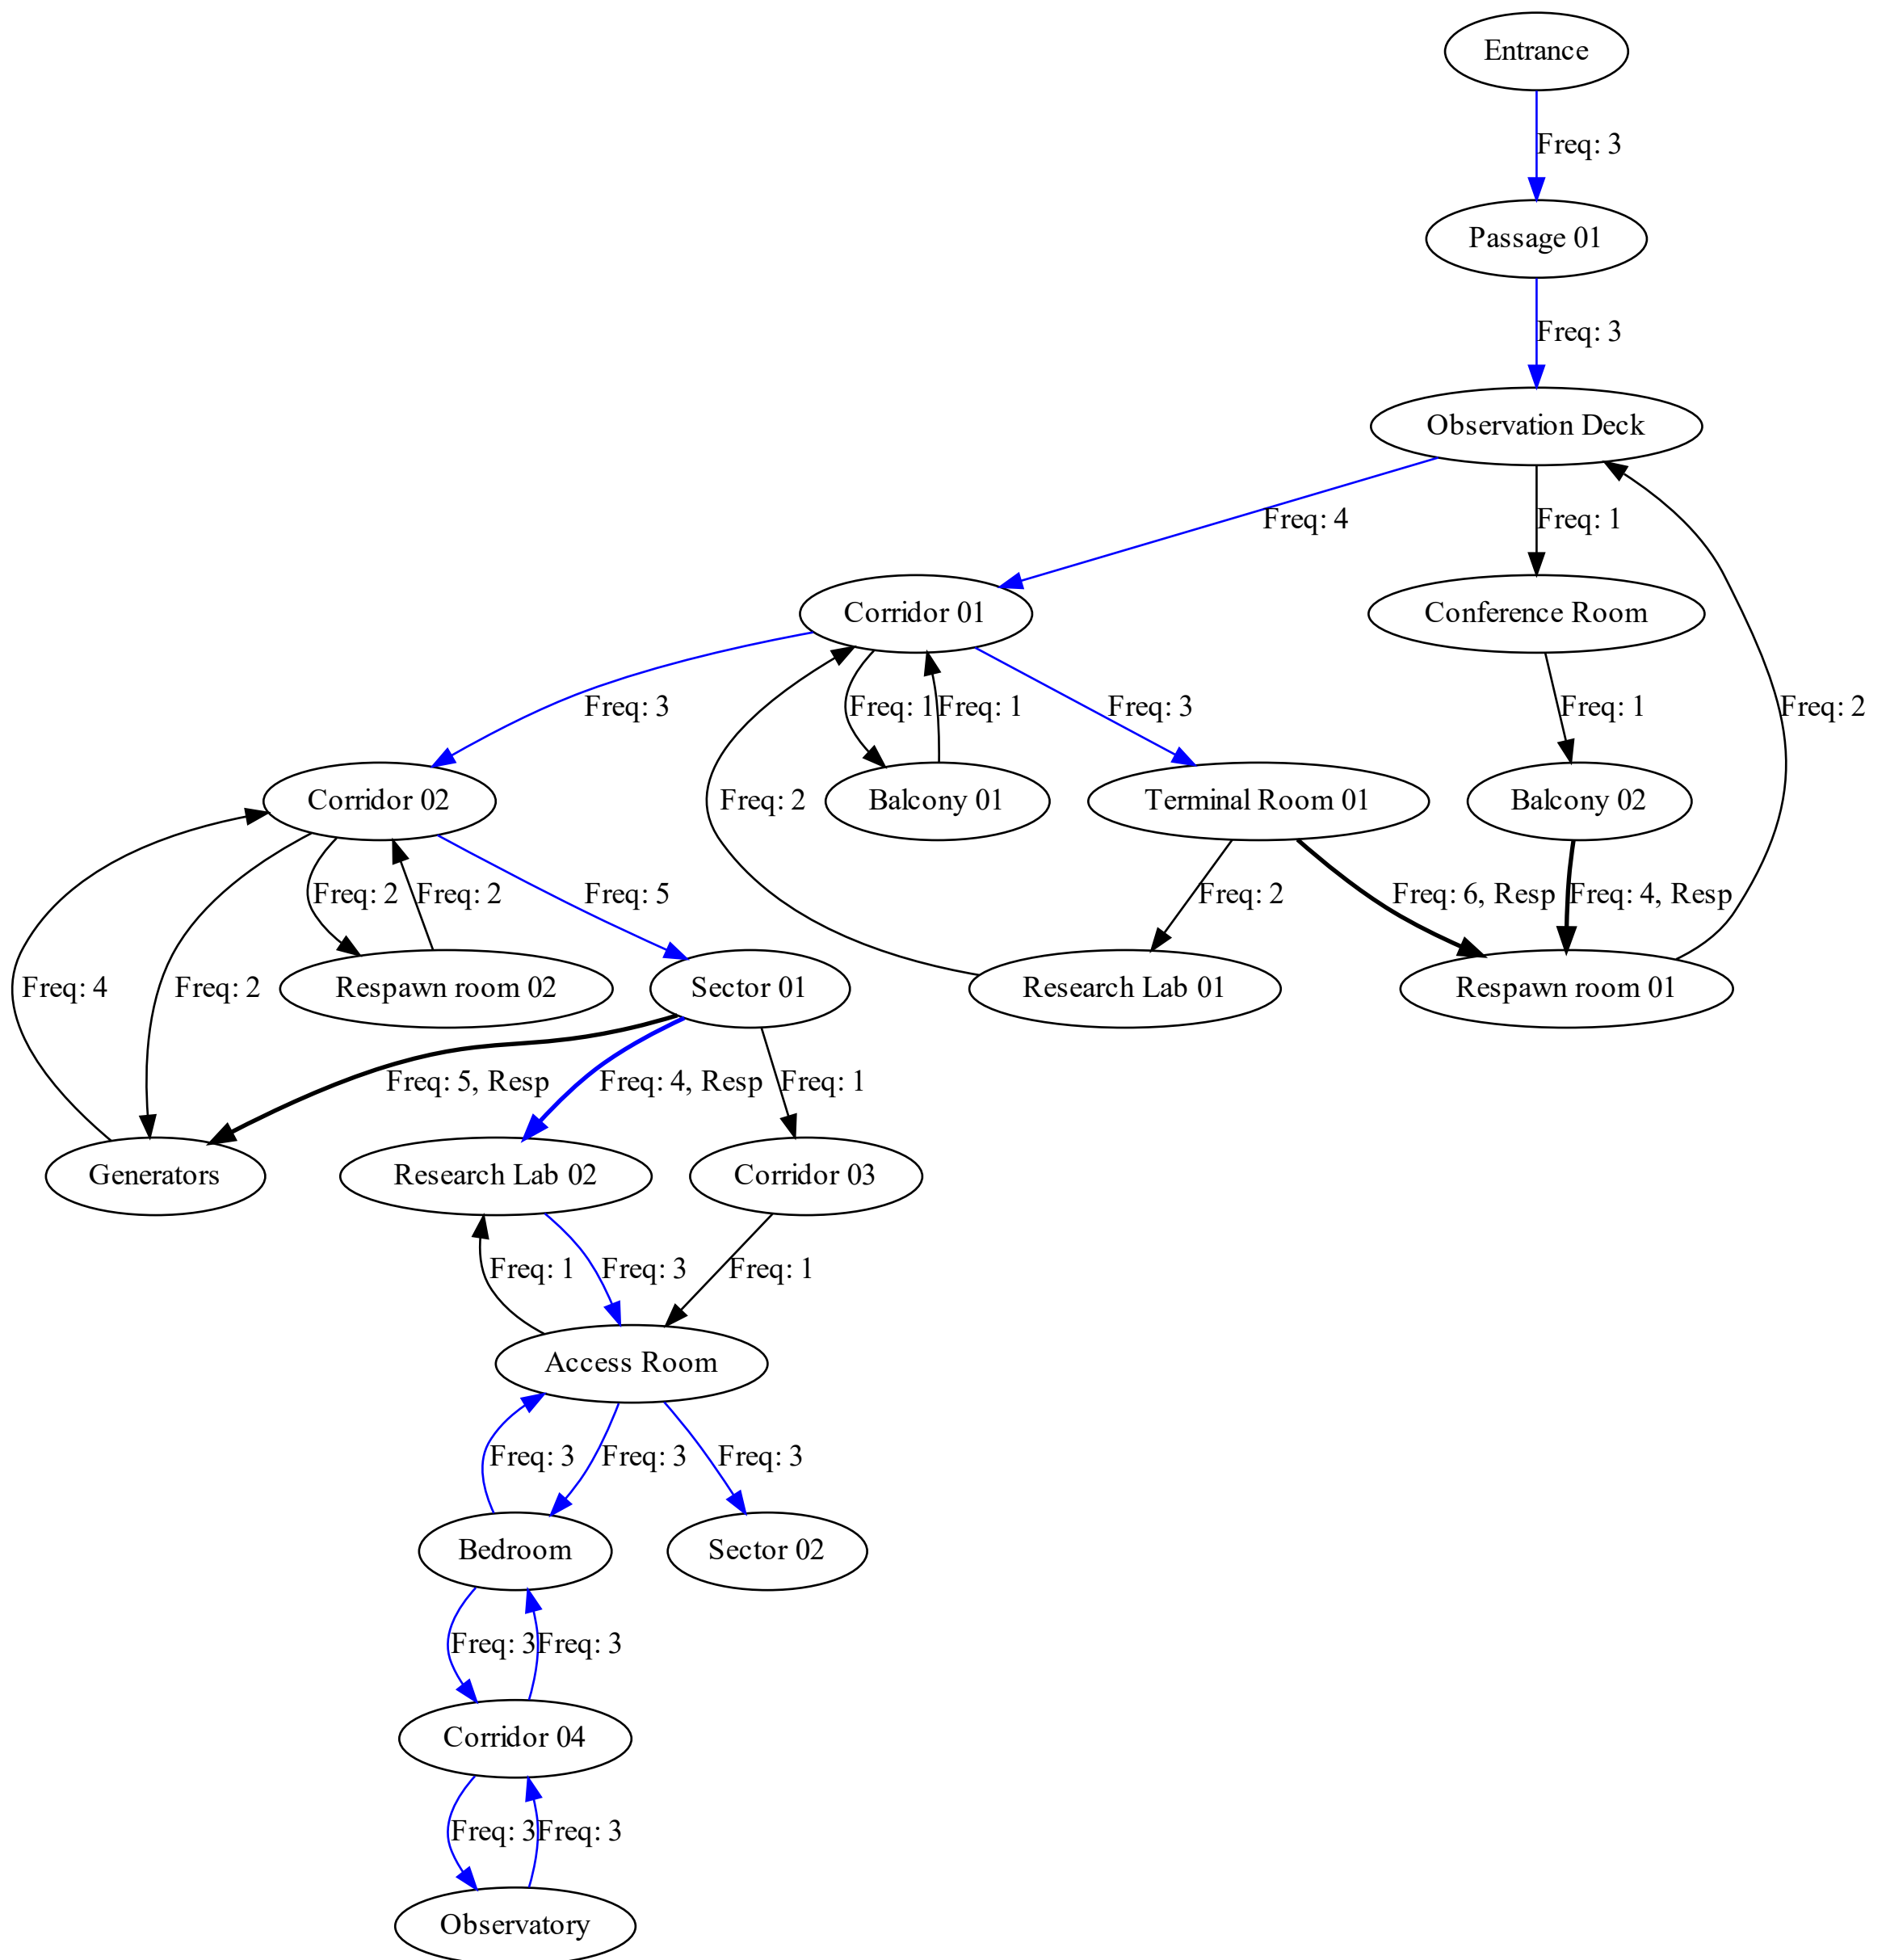 Entrance
Freq: 3
Passage 01
Freq: 3
Observation Deck
Freq: 4
Freq: 1
Corridor 01
Conference Room
Freq: 3
Freq: 1
Freq: 1
Freq: 3
Freq: 1
Freq: 2
Corridor 02
Freq: 2
Balcony 01
Terminal Room 01
Balcony 02
Freq: 2
Freq: 2
Freq: 5
Freq: 2
Freq: 6, Resp
Freq: 4, Resp
Freq: 4
Freq: 2
Respawn room 02
Sector 01
Research Lab 01
Respawn room 01
Freq: 5, Resp
Freq: 4, Resp
Freq: 1
Generators
Research Lab 02
Corridor 03
Freq: 1
Freq: 3
Freq: 1
Access Room
Freq: 3
Freq: 3
Freq: 3
Bedroom
Sector 02
Freq: 3
Freq: 3
Corridor 04
Freq: 3
Freq: 3
Observatory